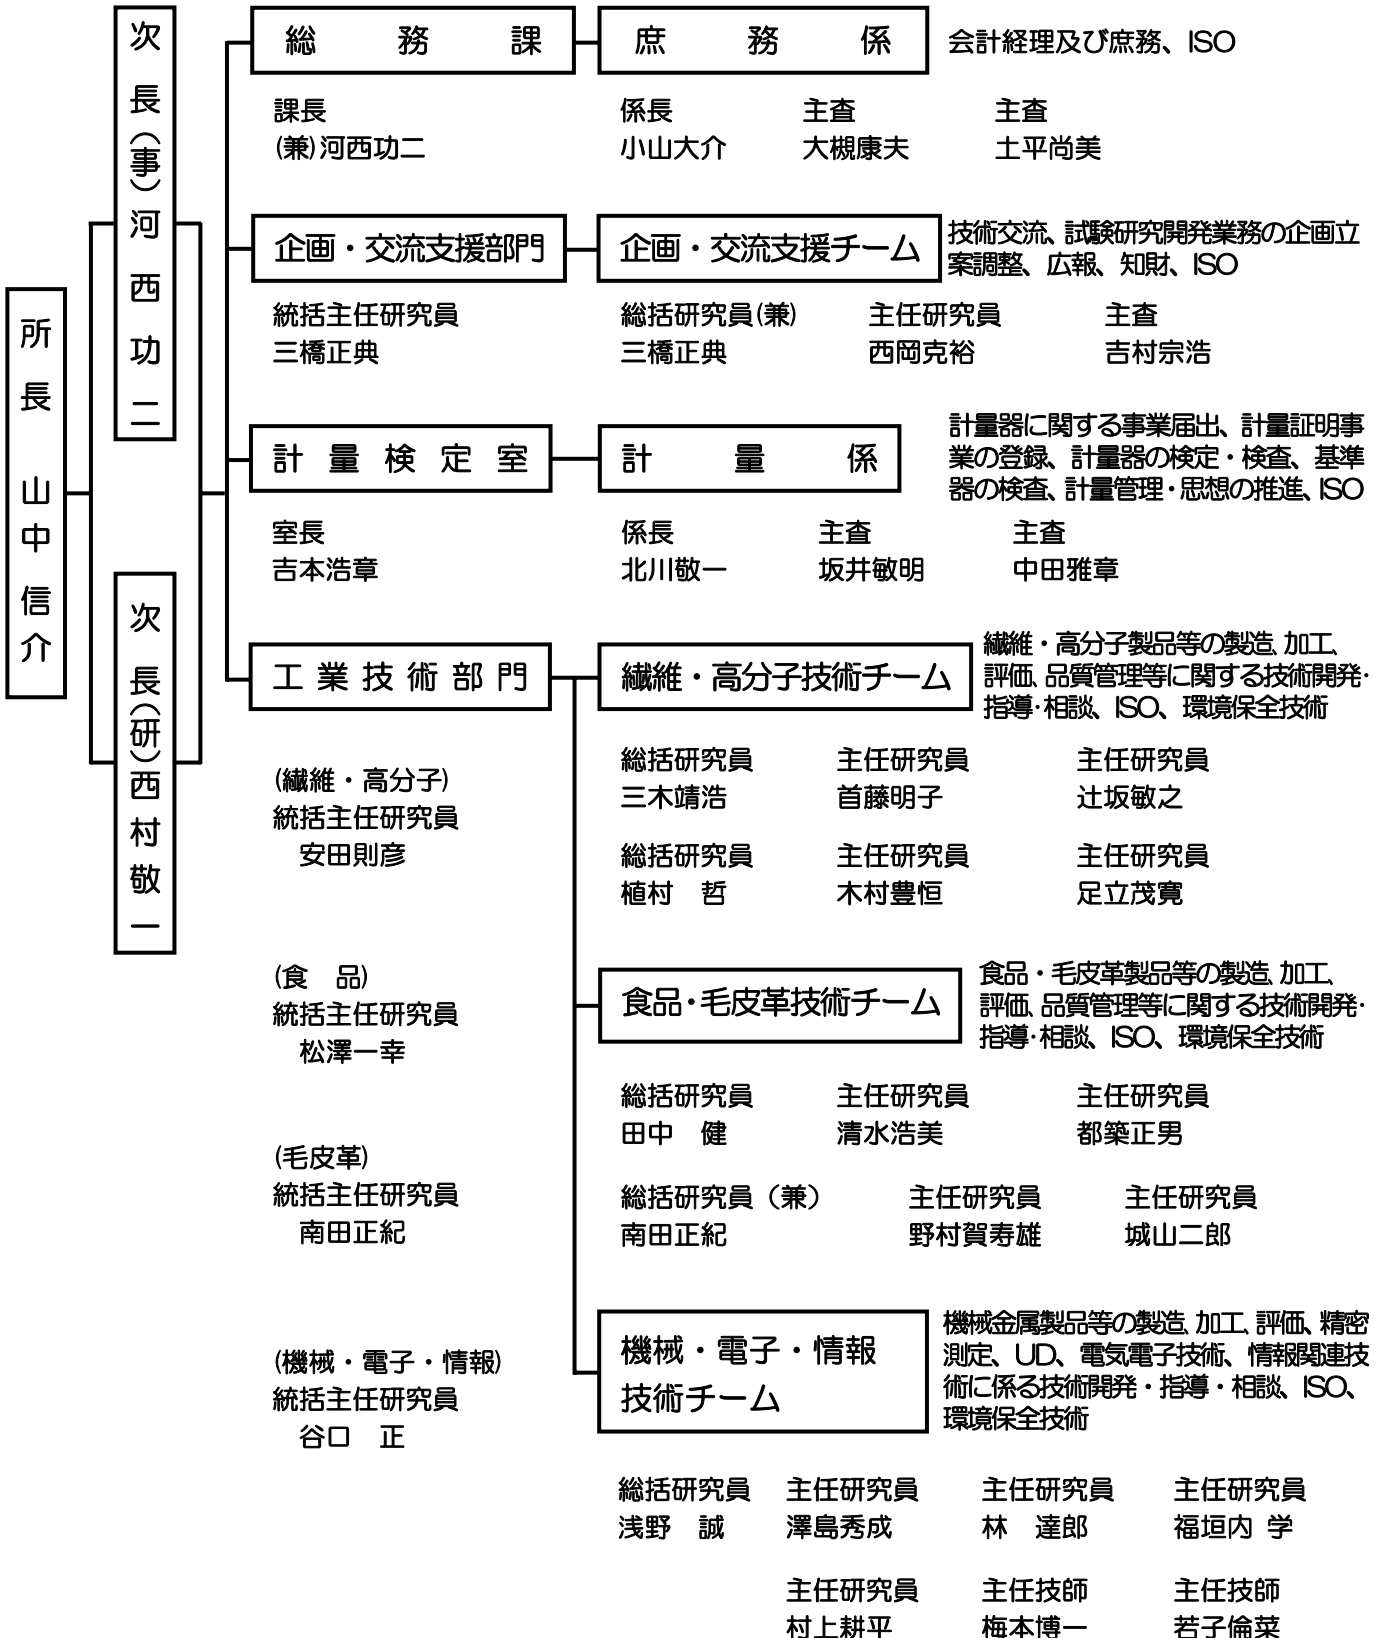 所長 山中信介
次長(事)河西功二
次長(研)西村敬一
総務課
課長
(兼)河西功二
庶務係
会計経理及び庶務、ISO
係長 主査 主査
小山大介 大槻康夫 土平尚美
企画・交流支援部門
統括主任研究員
三橋正典
企画・交流支援チーム
技術交流、試験研究開発業務の企画立
案調整、広報、知財、ISO
総括研究員(兼) 主任研究員 主査
三橋正典 西岡克裕 吉村宗浩
計量検定室
室長
吉本浩章
計量係
計量器に関する事業届出、計量証明事
業の登録、計量器の検定・検査、基準
器の検査、計量管理・思想の推進、ISO
係長 主査 主査
北川敬一 坂井敏明 中田雅章
工業技術部門
(繊維・高分子)
統括主任研究員
安田則彦
(食 品)
統括主任研究員
松澤一幸
(毛皮革)
統括主任研究員
南田正紀
(機械・電子・情報)
統括主任研究員
谷口 正
繊維・高分子技術チーム
繊維・高分子製品等の製造、加工、
評価、品質管理等に関する技術開発・
指導・相談、ISO、環境保全技術
総括研究員 主任研究員 主任研究員
三木靖浩 首藤明子 辻坂敏之
総括研究員 主任研究員 主任研究員
植村 哲 木村豊恒 足立茂寛
食品・毛皮革技術チーム
食品・毛皮革製品等の製造、加工、
評価、品質管理等に関する技術開発・
指導・相談、ISO、環境保全技術
総括研究員 主任研究員 主任研究員
田中 健 清水浩美 都築正男
総括研究員（兼） 主任研究員 主任研究員
南田正紀 野村賀寿雄 城山二郎
機械・電子・情報
技術チーム
機械金属製品等の製造、加工、評価、精密
測定、UD、電気電子技術、情報関連技
術に係る技術開発・指導・相談、ISO、
環境保全技術
総括研究員 主任研究員 主任研究員 主任研究員
浅野 誠 澤島秀成 林 達郎 福垣内 学
主任研究員 主任技師 主任技師
村上耕平 梅本博一 若子倫菜